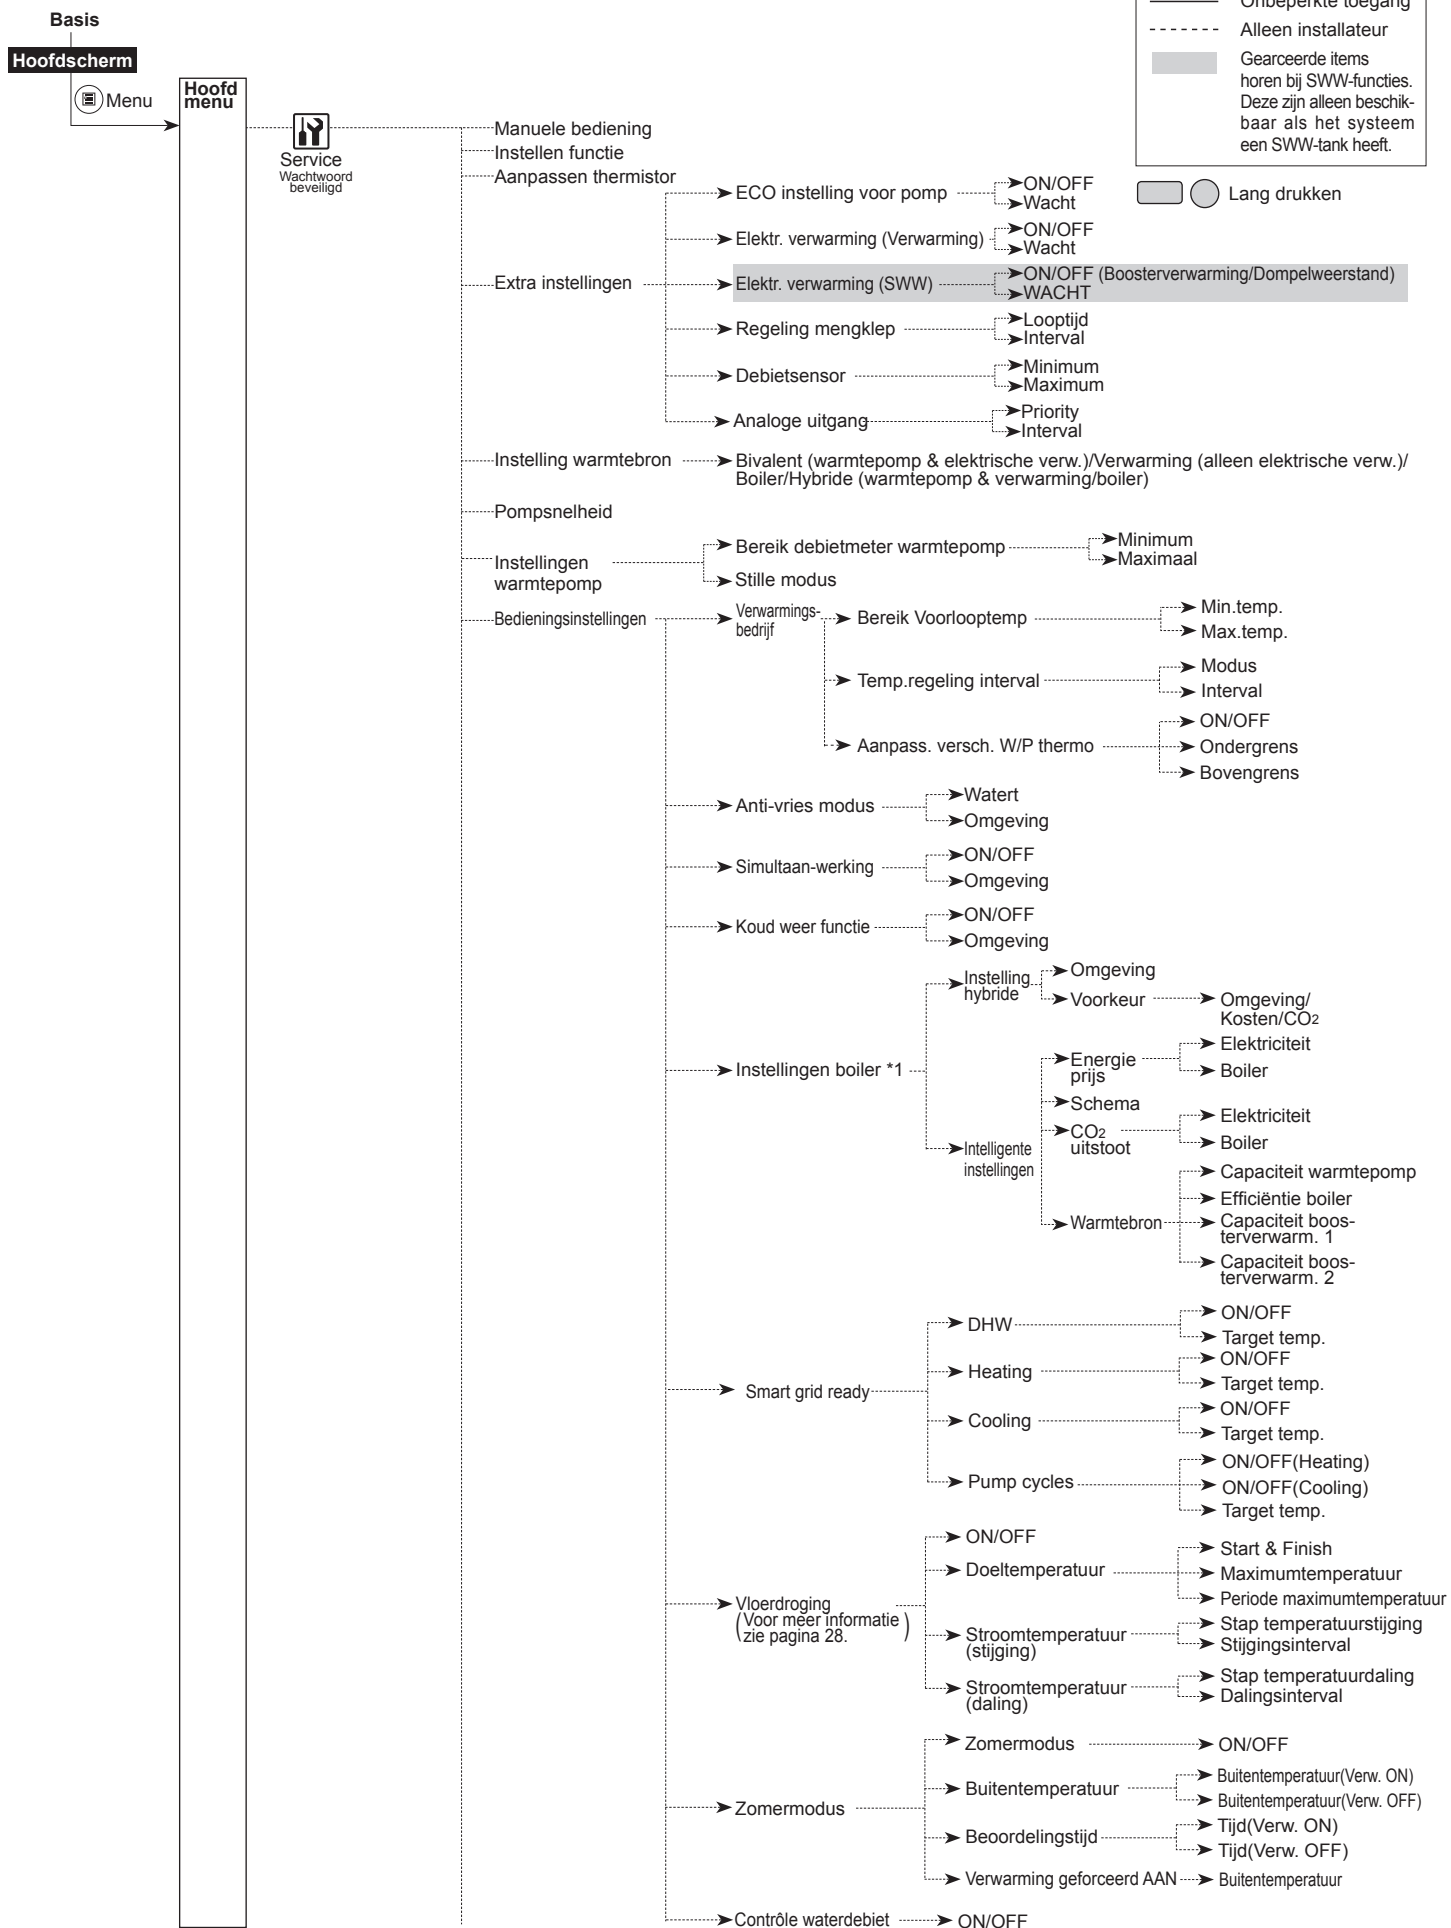 Onbeperkte toegang
Alleen installateur
Gearceerde items
horen bij SWW-functies.
Deze zijn alleen beschik-
baar als het systeem
een SWW-tank heeft.
Lang drukken
Basis
Hoofdscherm
Menu
Hoofd
menu
Service
Wachtwoord
beveiligd
Manuele bediening
Instellen functie
Aanpassen thermistor
Extra instellingen
ECO instelling voor pomp
ON/OFF
Wacht
Elektr. verwarming (Verwarming)
ON/OFF
Wacht
Elektr. verwarming (SWW)
ON/OFF (Boosterverwarming/Dompelweerstand)
WACHT
Regeling mengklep
Looptijd
Interval
Debietsensor
Minimum
Maximum
Analoge uitgang
Priority
Interval
Instelling warmtebron
Bivalent (warmtepomp & elektrische verw.)/Verwarming (alleen elektrische verw.)/
Boiler/Hybride (warmtepomp & verwarming/boiler)
Pompsnelheid
Instellingen
warmtepomp
Bereik debietmeter warmtepomp
Minimum
Maximaal
Stille modus
Bedieningsinstellingen
Verwarmings-
bedrijf
Bereik Voorlooptemp
Min.temp.
Max.temp.
Temp.regeling interval
Modus
Interval
Aanpass. versch. W/P thermo
ON/OFF
Ondergrens
Bovengrens
Anti-vries modus
Watert
Omgeving
Simultaan-werking
ON/OFF
Omgeving
Koud weer functie
ON/OFF
Omgeving
Instellingen boiler *1
Instelling
hybride
Omgeving
Voorkeur
Omgeving/
Kosten/CO2
Intelligente
instellingen
Energie
prijs
Elektriciteit
Boiler
Schema
CO2
uitstoot
Elektriciteit
Boiler
Warmtebron
Capaciteit warmtepomp
Efficiëntie boiler
Capaciteit boos-
terverwarm. 1
Capaciteit boos-
terverwarm. 2
Smart grid ready
DHW
ON/OFF
Target temp.
Heating
ON/OFF
Target temp.
Cooling
ON/OFF
Target temp.
Pump cycles
ON/OFF(Heating)
ON/OFF(Cooling)
Target temp.
Vloerdroging
(Voor meer informatie
zie pagina 28.)
ON/OFF
Doeltemperatuur
Start & Finish
Maximumtemperatuur
Periode maximumtemperatuur
Stroomtemperatuur
(stijging)
Stap temperatuurstijging
Stijgingsinterval
Stroomtemperatuur
(daling)
Stap temperatuurdaling
Dalingsinterval
Zomermodus
Zomermodus
ON/OFF
Buitentemperatuur
Buitentemperatuur(Verw. ON)
Buitentemperatuur(Verw. OFF)
Beoordelingstijd
Tijd(Verw. ON)
Tijd(Verw. OFF)
Verwarming geforceerd AAN
Buitentemperatuur
Contrôle waterdebiet
ON/OFF